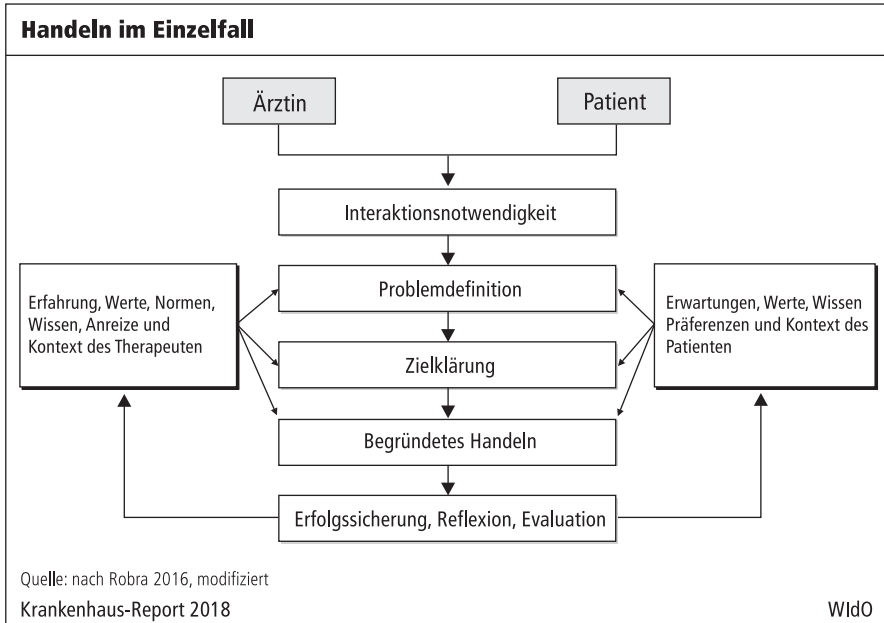 Handeln im Einzelfall
Ärztin
Patient
Interaktionsnotwendigkeit
Problemdefinition
Erfahrung, Werte, Normen,
Wissen, Anreize und
Kontext des Therapeuten
Erwartungen, Werte, Wissen
Präferenzen und Kontext des
Patienten
Zielklärung
Begründetes Handeln
Erfolgssicherung, Reflexion, Evaluation
Quelle: nach Robra 2016, modifiziert
Krankenhaus-Report 2018
WIdO